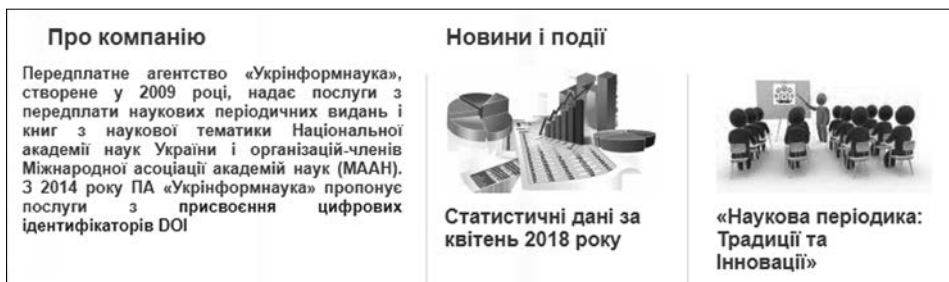 Про компанію
Передплатне агентство «Укрінформнаука»,
створене у 2009 році, надає послуги з
передплати наукових періодичних видань і
книг з наукової тематики Національної
академії наук України і організацій-членів
Міжнародної асоціації академій наук (МААН).
З 2014 року ПА «Укрінформнаука» пропонує
послуги з присвоєння цифрових
ідентифікаторів DOI
Новини і події
Статистичні дані за
квітень 2018 року
«Наукова періодика:
Традиції та
Інновації»